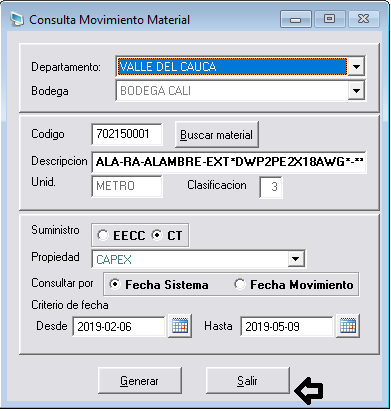 Consulta Movimiento Material
Departamento: VALLE DEL CAUCA
Bodega BODEGA CALI
Codigo 702150001 Buscar material
Descripcion ALA-RA-ALAMBRE-EXT*DWP2PE2X18AWG*-**
Unid. METRO Clasificacion 3
Suministro EECC CT
Propiedad CAPEX
Consultar por Fecha Sistema Fecha Movimiento
Criterio de fecha
Desde 2019-02-06 Hasta 2019-05-09
Generar Salir